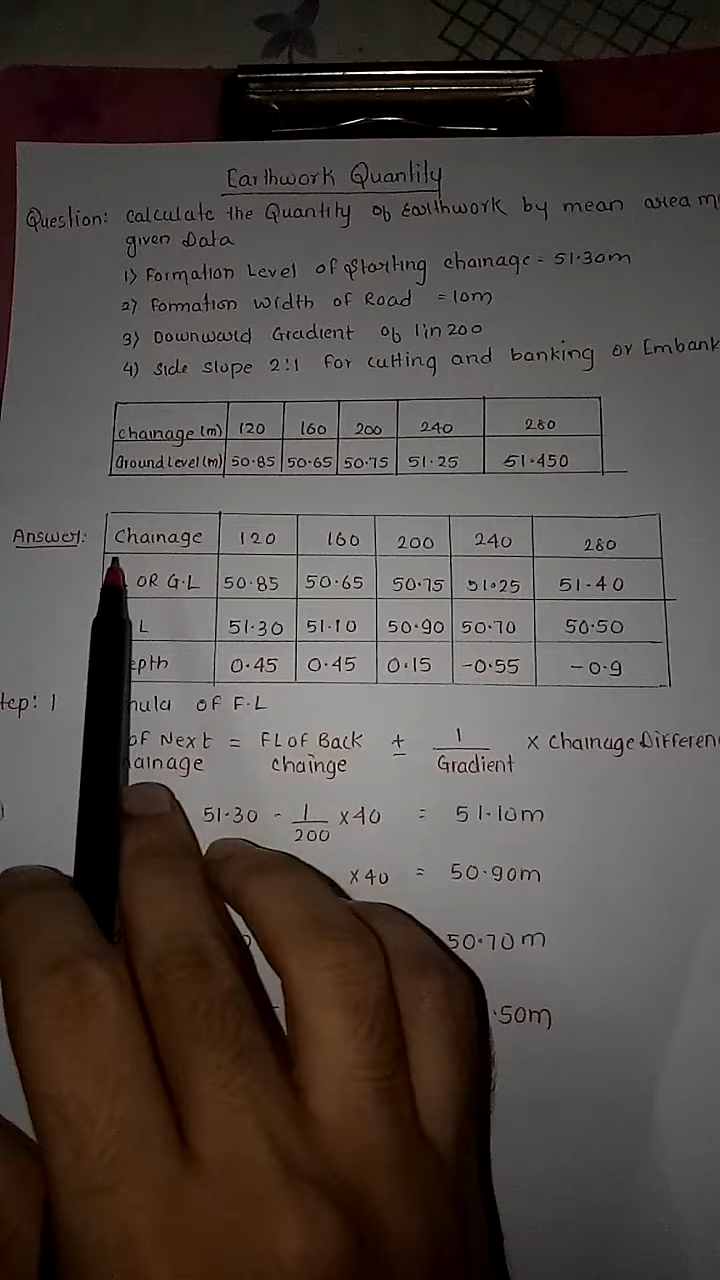 Earthwork Quantity
Question: Calculate the Quantity of Earthwork by mean area
given Data
1) Formation Level of Starting chainage = 51.30m
2) Formation width of Road = 10m
3) Downward Gradient of 1in200
4) Side Slope 2:1 For cutting and banking or Embank
Chainage (m) 120 160 200 240 280
Ground Level (m) 50.85 50.65 50.75 51.25 51.450
Answer: Chainage 120 160 200 240 280
OR G.L 50.85 50.65 50.75 51.25 51.40
L 51.30 51.10 50.90 50.70 50.50
epth 0.45 0.45 0.15 -0.55 -0.9
tep: 1 mula of F.L
of Next = FL of Back ± 1 x Chainage Differen
hainage chainge Gradient
51.30 - 1 x40 = 51.10m
200
x40 = 50.90m
50.70m
.50m